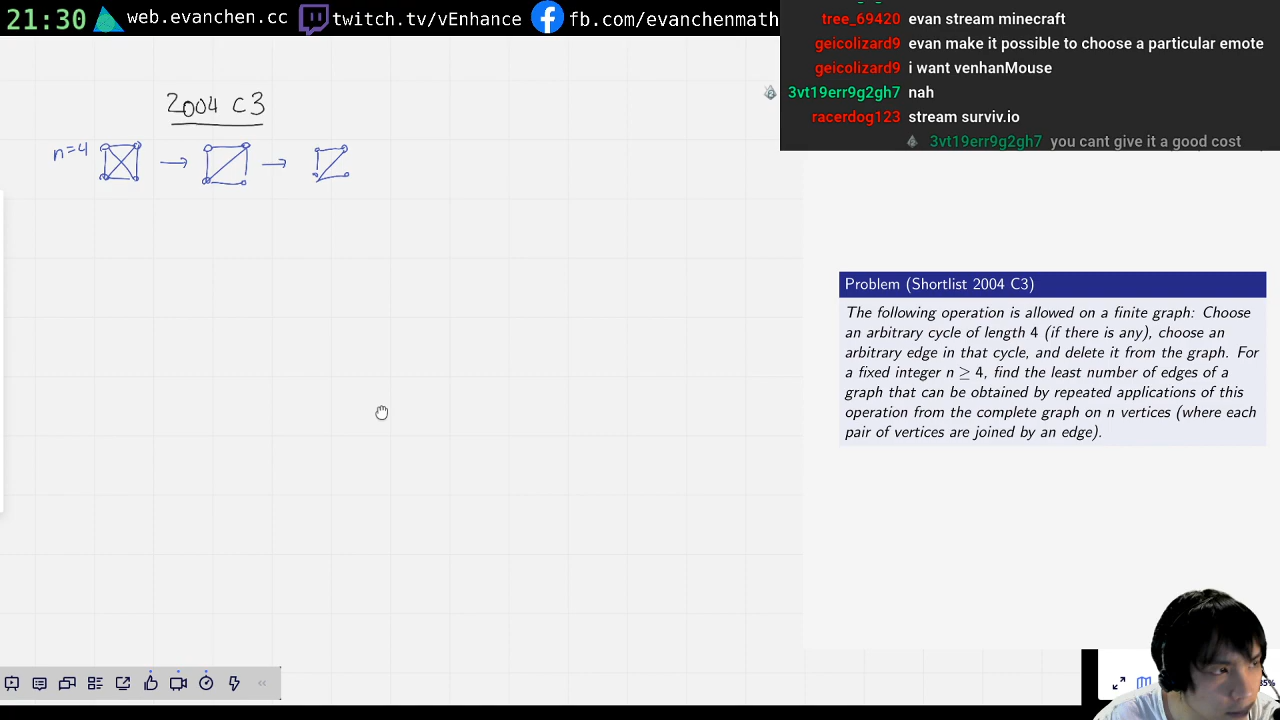 21:30 web.evanchen.cc twitch.tv/vEnhance fb.com/evanchenmath
tree_69420 evan stream minecraft
geicolizard9 evan make it possible to choose a particular emote
geicolizard9 i want venhanMouse
3vt19err9g2gh7 nah
racerdog123 stream surviv.io
3vt19err9g2gh7 you cant give it a good cost
2004 C3
n=4
Problem (Shortlist 2004 C3)
The following operation is allowed on a finite graph: Choose
an arbitrary cycle of length 4 (if there is any), choose an
arbitrary edge in that cycle, and delete it from the graph. For
a fixed integer n ≥ 4, find the least number of edges of a
graph that can be obtained by repeated applications of this
operation from the complete graph on n vertices (where each
pair of vertices are joined by an edge).